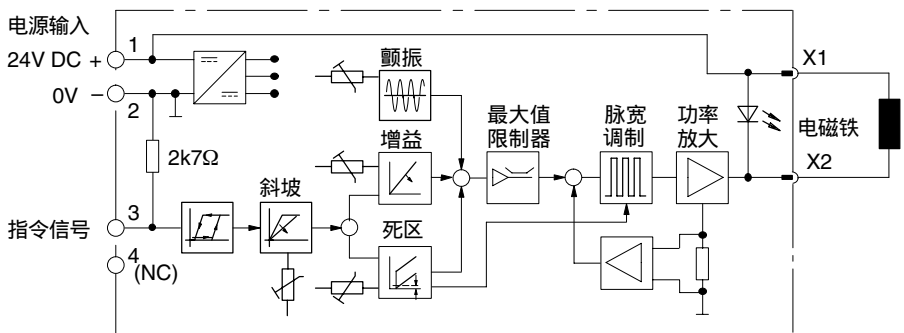 电源输入
24V DC +
1
0V −
2
2k7Ω
指令信号
3
4
(NC)
斜坡
颤振
增益
死区
最大值
限制器
脉宽
调制
功率
放大
X1
电磁铁
X2